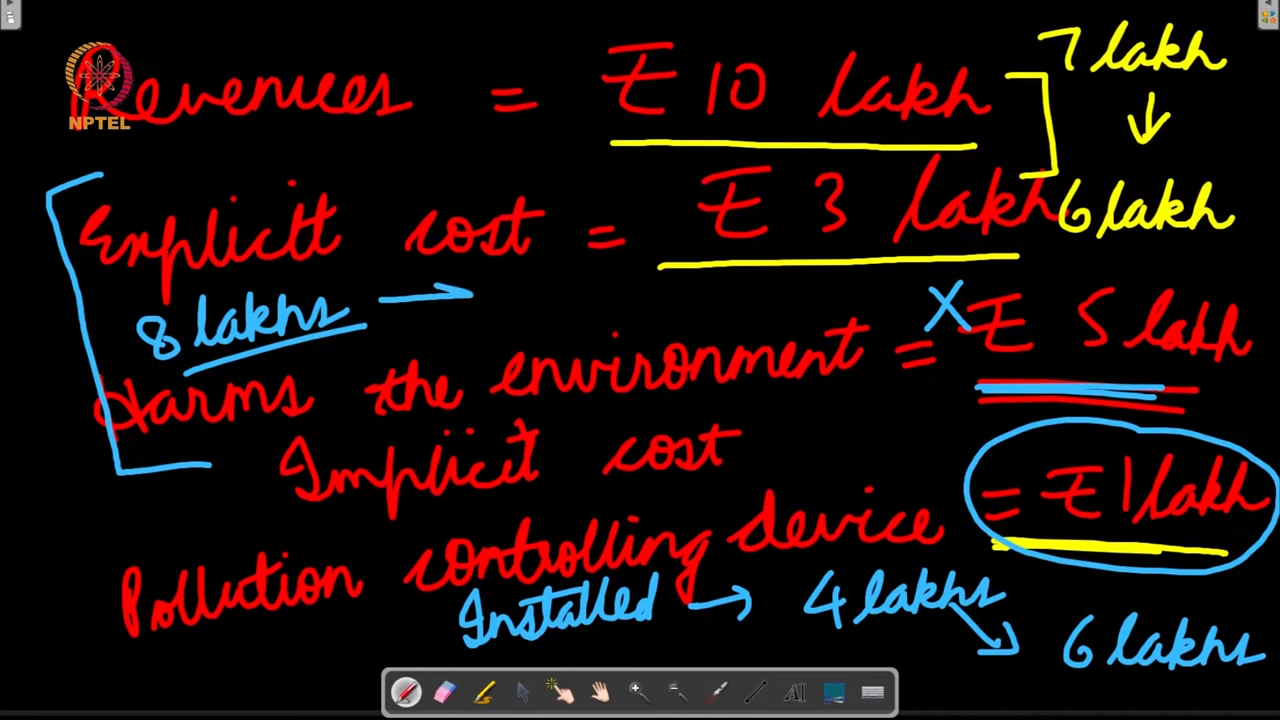 Revenues = ₹ 10 lakh
7 lakh
NPTEL
Explicit cost = ₹ 3 lakh
6 lakh
8 lakhs
Harms the environment = X ₹ 5 lakh
Implicit cost
Pollution controlling device = ₹ 1 lakh
Installed → 4 lakhs
6 lakhs
AI